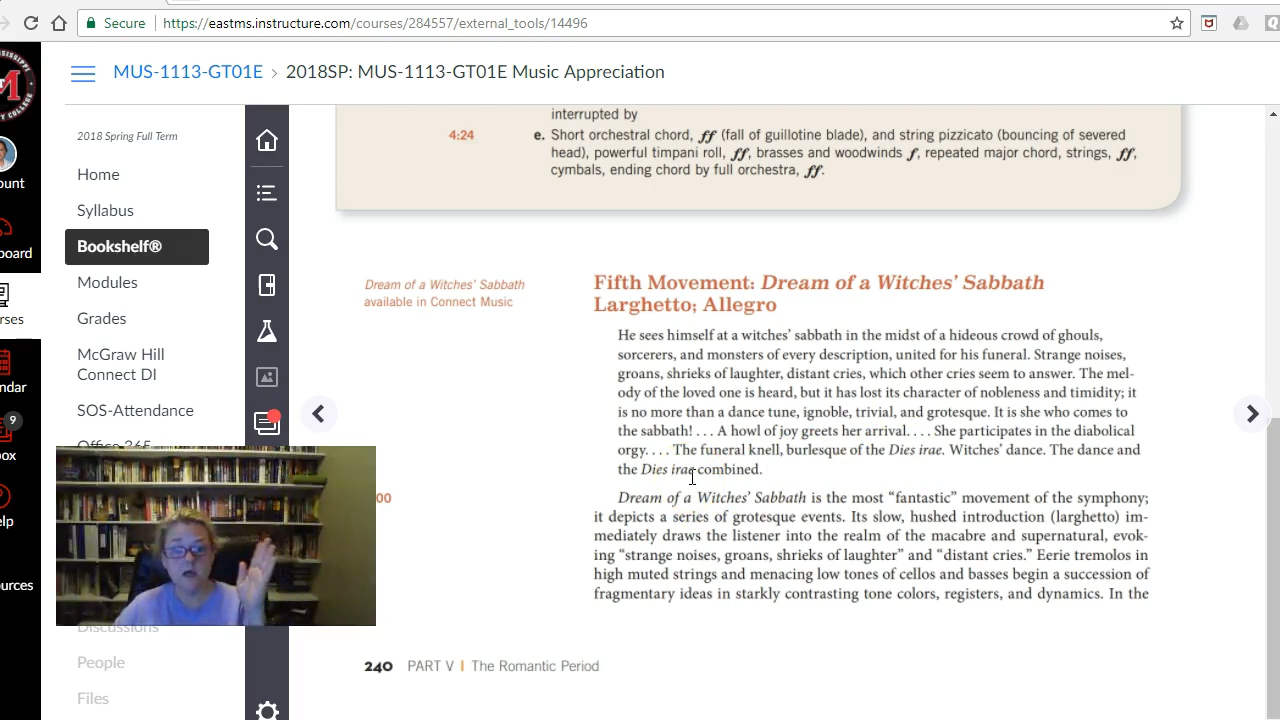 Secure
https://eastms.instructure.com/courses/284557/external_tools/14496
MUS-1113-GT01E > 2018SP: MUS-1113-GT01E Music Appreciation
2018 Spring Full Term
Home
Syllabus
Bookshelf®
Modules
Grades
McGraw Hill
Connect DI
SOS-Attendance
Office 365
Discussions
People
Files
ount
board
rses
ndar
9
box
elp
ources
M
interrupted by
4:24 e. Short orchestral chord, ff (fall of guillotine blade), and string pizzicato (bouncing of severed
head), powerful timpani roll, ff, brasses and woodwinds f, repeated major chord, strings, ff,
cymbals, ending chord by full orchestra, ff.
Dream of a Witches' Sabbath
available in Connect Music
Fifth Movement: Dream of a Witches' Sabbath
Larghetto; Allegro
He sees himself at a witches' sabbath in the midst of a hideous crowd of ghouls,
sorcerers, and monsters of every description, united for his funeral. Strange noises,
groans, shrieks of laughter, distant cries, which other cries seem to answer. The mel-
ody of the loved one is heard, but it has lost its character of nobleness and timidity; it
is no more than a dance tune, ignoble, trivial, and grotesque. It is she who comes to
the sabbath! . . . A howl of joy greets her arrival. . . . She participates in the diabolical
orgy. . . . The funeral knell, burlesque of the Dies irae. Witches' dance. The dance and
the Dies irae combined.
00
Dream of a Witches' Sabbath is the most “fantastic” movement of the symphony;
it depicts a series of grotesque events. Its slow, hushed introduction (larghetto) im-
mediately draws the listener into the realm of the macabre and supernatural, evok-
ing “strange noises, groans, shrieks of laughter” and “distant cries.” Eerie tremolos in
high muted strings and menacing low tones of cellos and basses begin a succession of
fragmentary ideas in starkly contrasting tone colors, registers, and dynamics. In the
240 PART V | The Romantic Period